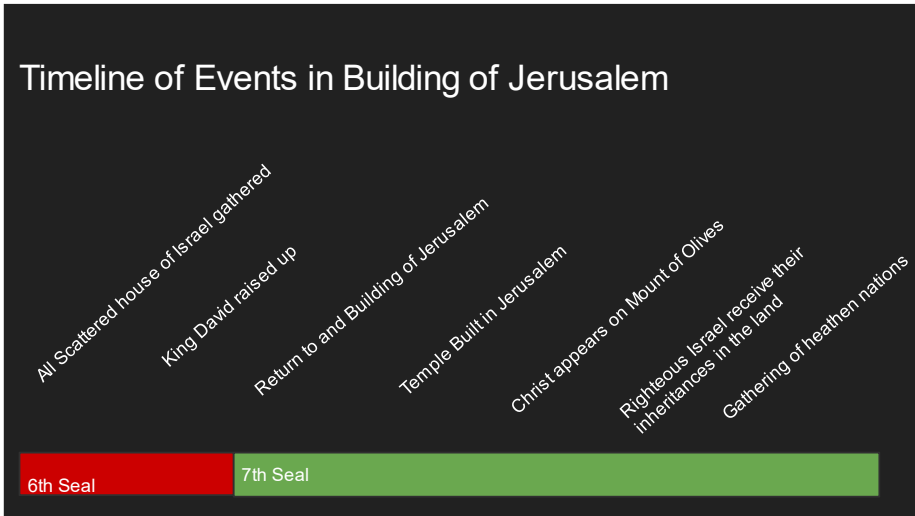 Timeline of Events in Building of Jerusalem
All Scattered house of Israel gathered
King David raised up
Return to and Building of Jerusalem
Temple Built in Jerusalem
Christ appears on Mount of Olives
Righteous Israel receive their
inheritances in the land
Gathering of heathen nations
6th Seal
7th Seal